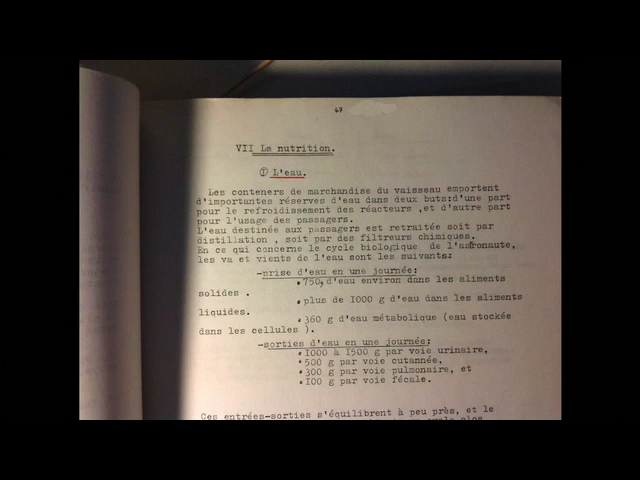 47
VII La nutrition.
① L'eau.
Les conteners de marchandise du vaisseau emportent
d'importantes réserves d'eau dans deux buts:d'une part
pour le refroidissement des réacteurs ,et d'autre part
pour l'usage des passagers.
L'eau destinée aux passagers est retraitée soit par
distillation , soit par des filtreurs chimiques.
En ce qui concerne le cycle biologique de l'astronaute,
les va et vients de l'eau sont les suivants:
-prise d'eau en une journée:
•750g d'eau environ dans les aliments
solides .
•plus de 1000 g d'eau dans les aliments
liquides.
•360 g d'eau métabolique (eau stockée
dans les cellules ).
-sorties d'eau en une journée:
•1000 à 1500 g par voie urinaire,
•500 g par voie cutannée,
•300 g par voie pulmonaire, et
•100 g par voie fécale.
Ces entrées-sorties s'équilibrent à peu près, et le